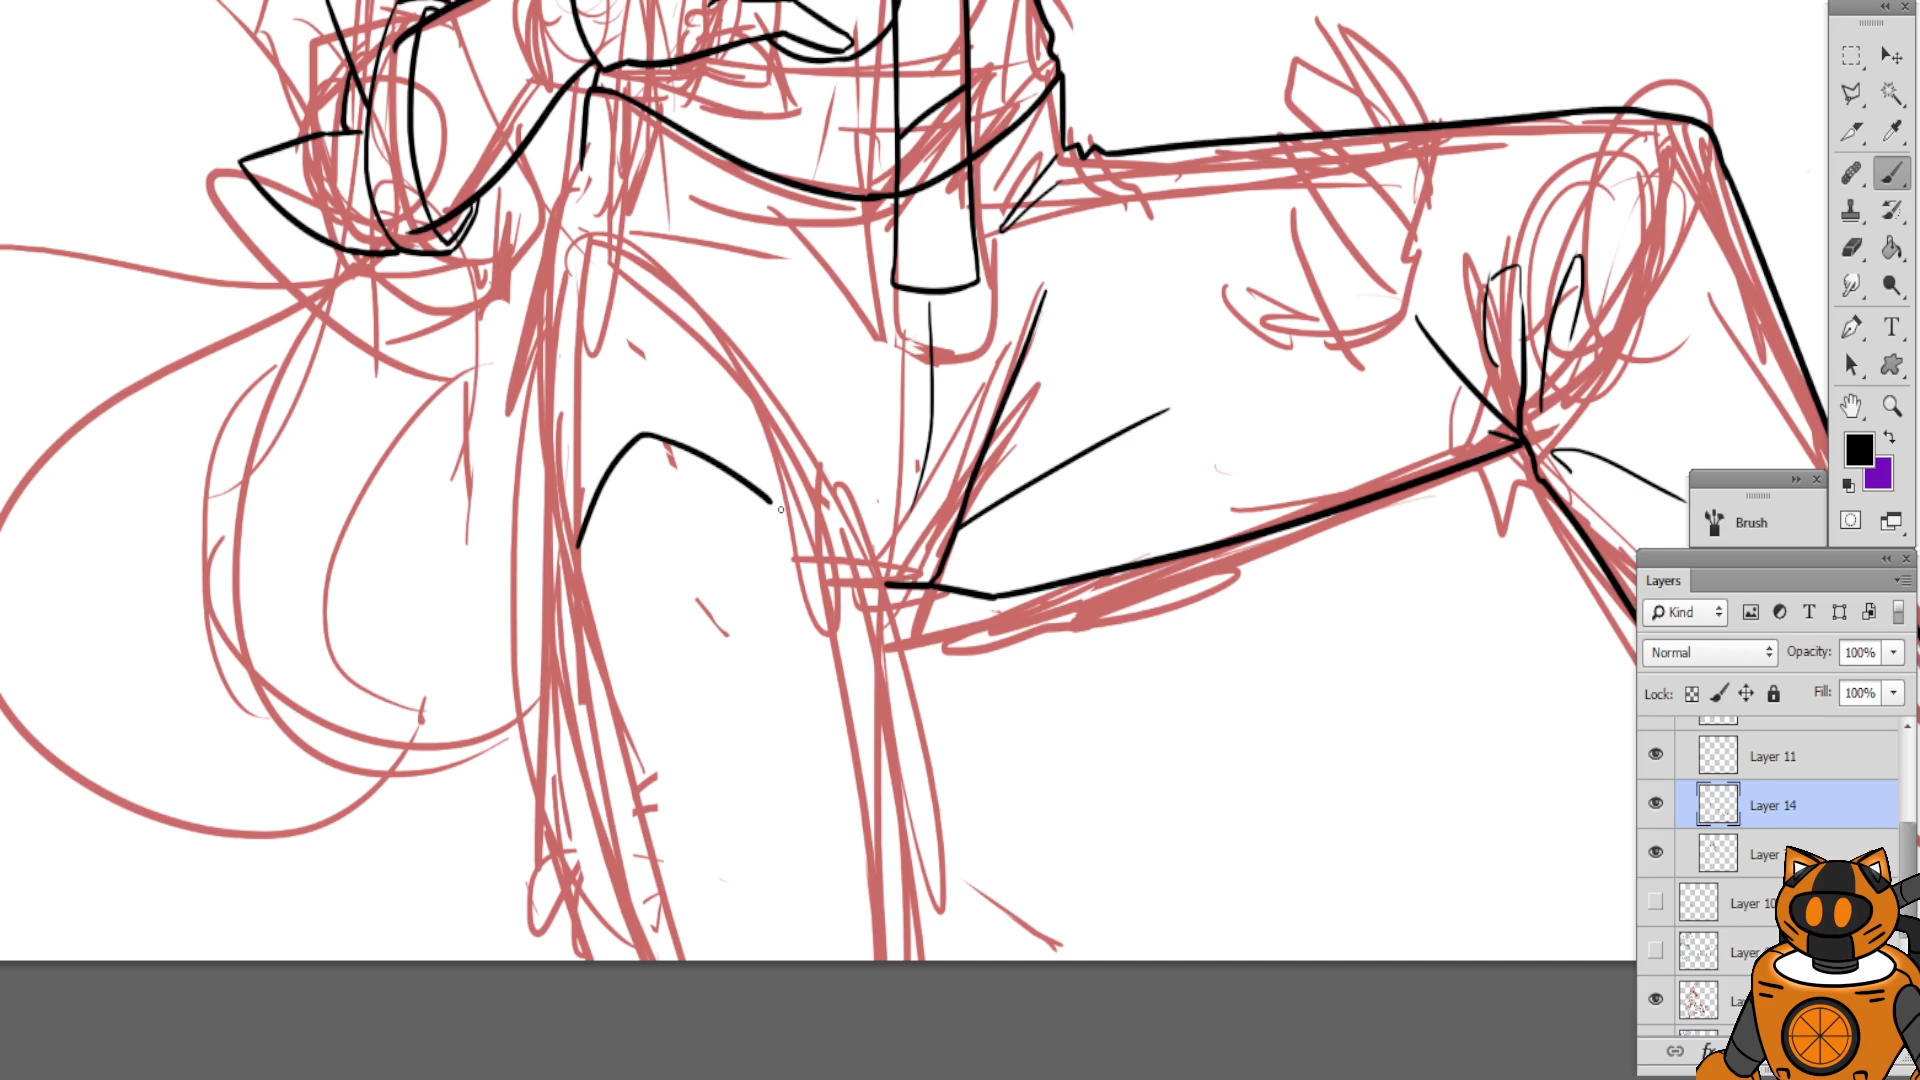 Brush
Layers
Kind
Normal
Opacity: 100%
Lock:
Fill: 100%
Layer 11
Layer 14
Layer
Layer 10
Layer